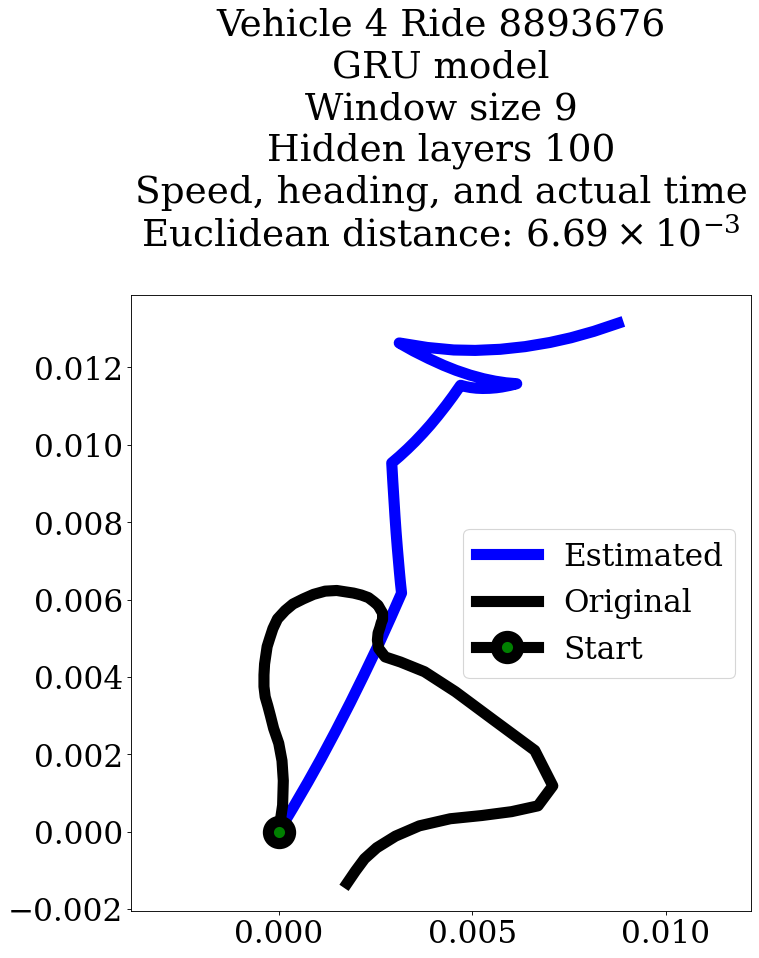 Vehicle 4 Ride 8893676
GRU model
Window size 9
Hidden layers 100
Speed, heading, and actual time
Euclidean distance: 6.69 × 10⁻³
0.012
0.010
0.008
0.006
0.004
0.002
0.000
−0.002
Estimated
Original
Start
0.000 0.005 0.010